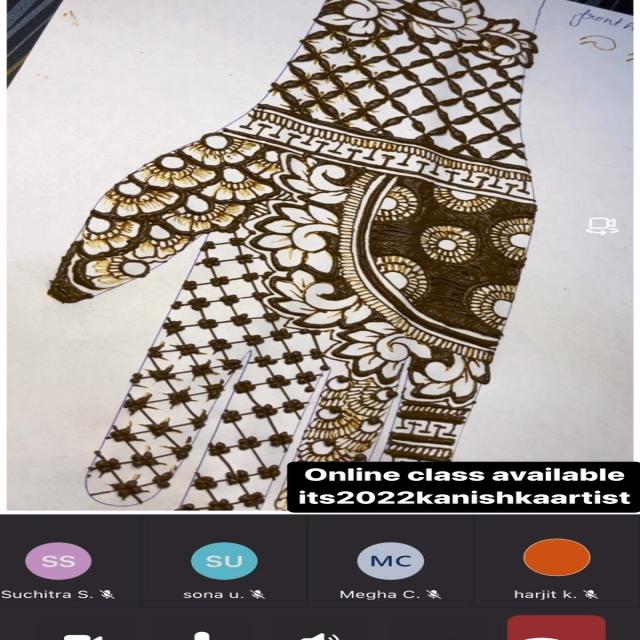 front h
Online class available
its2022kanishkaartist
SS
SU
MC
Suchitra S.
sona u.
Megha C.
harjit k.